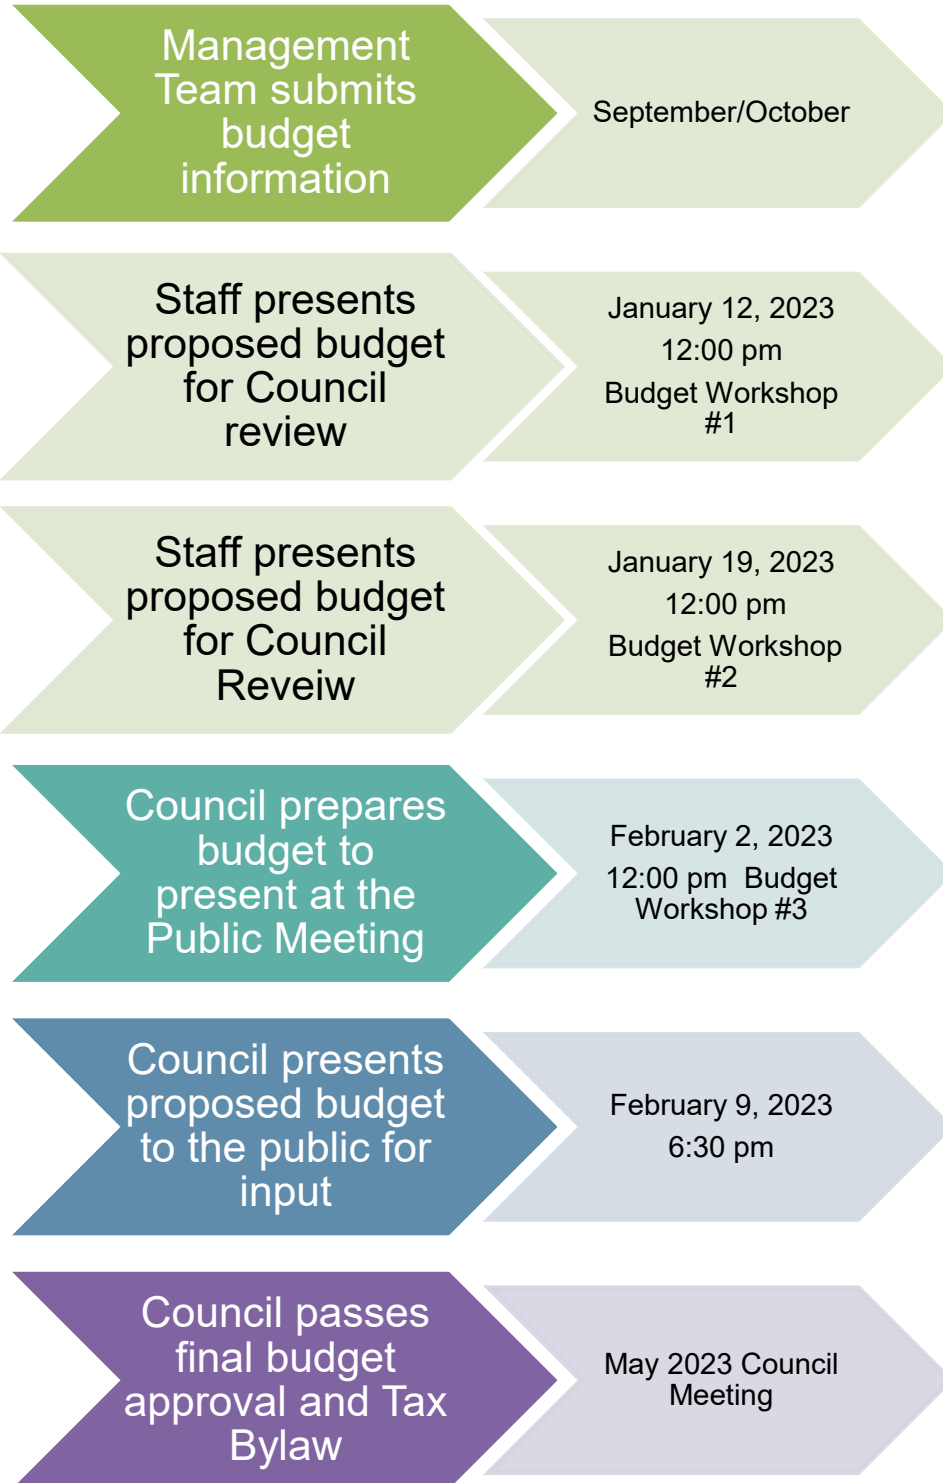 Management
Team submits
budget
information
September/October
Staff presents
proposed budget
for Council
review
January 12, 2023
12:00 pm
Budget Workshop
#1
Staff presents
proposed budget
for Council
Reveiw
January 19, 2023
12:00 pm
Budget Workshop
#2
Council prepares
budget to
present at the
Public Meeting
February 2, 2023
12:00 pm  Budget
Workshop #3
Council presents
proposed budget
to the public for
input
February 9, 2023
6:30 pm
Council passes
final budget
approval and Tax
Bylaw
May 2023 Council
Meeting